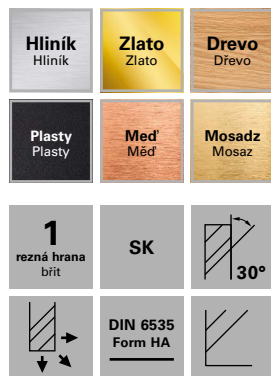 Hliník
Hliník
Zlato
Zlato
Drevo
Dřevo
Plasty
Plasty
Meď
Měď
Mosadz
Mosaz
1
rezná hrana
břit
SK
30°
DIN 6535
Form HA